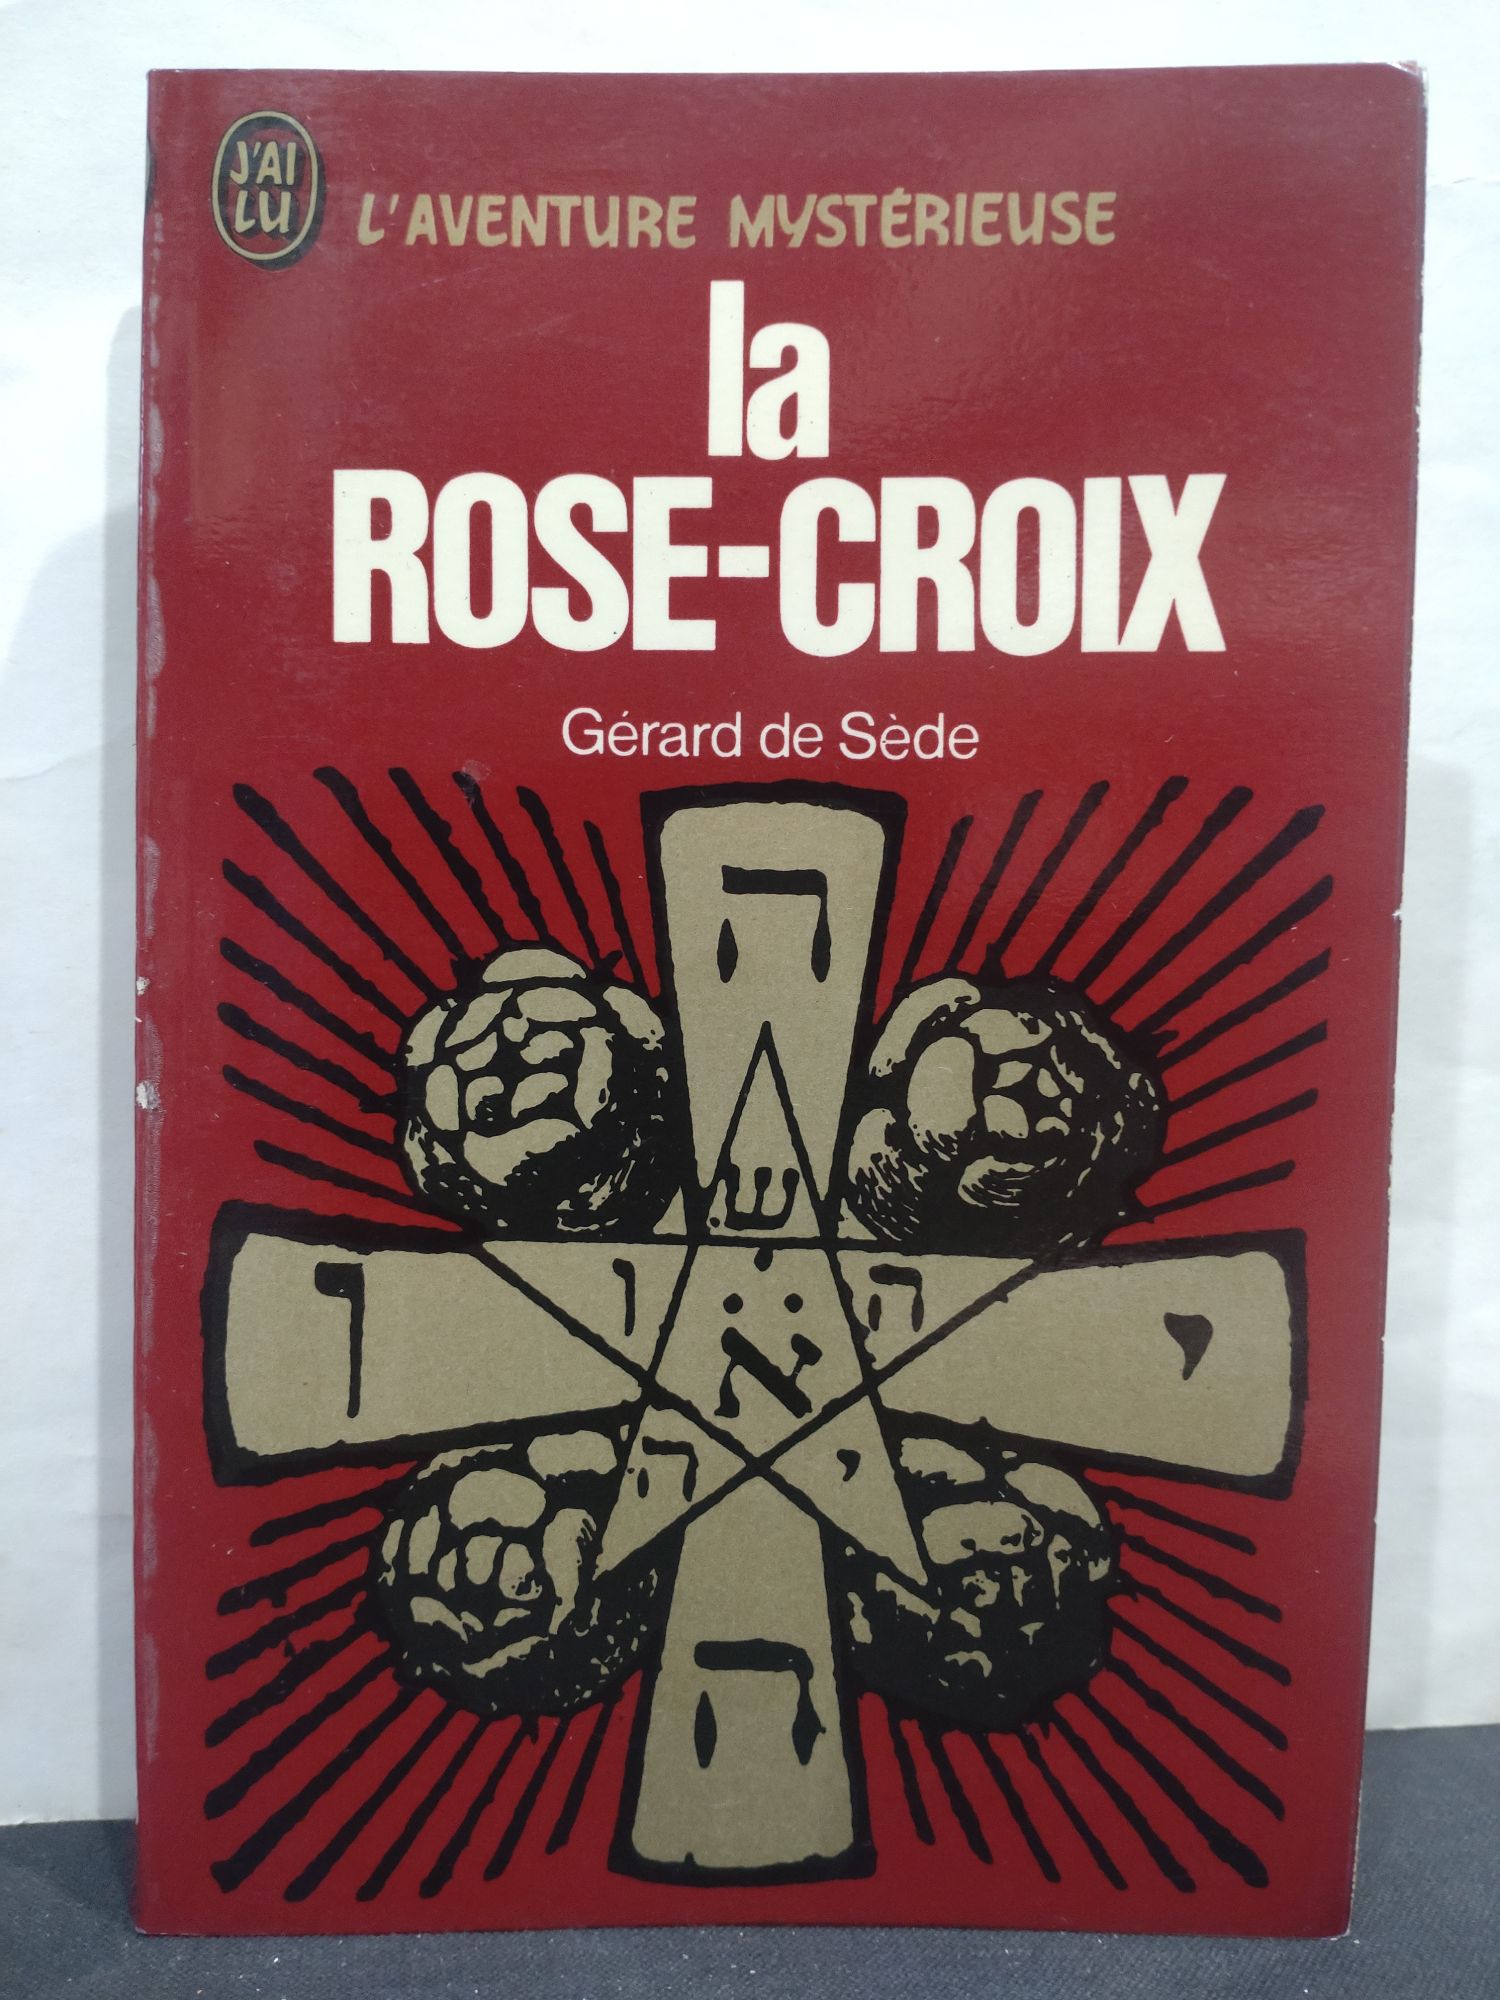 J'AI
LU
L'AVENTURE MYSTÉRIEUSE
la
ROSE-CROIX
Gérard de Sède
ה
ש
ו
ה
ו
י
א
ה
י
ה